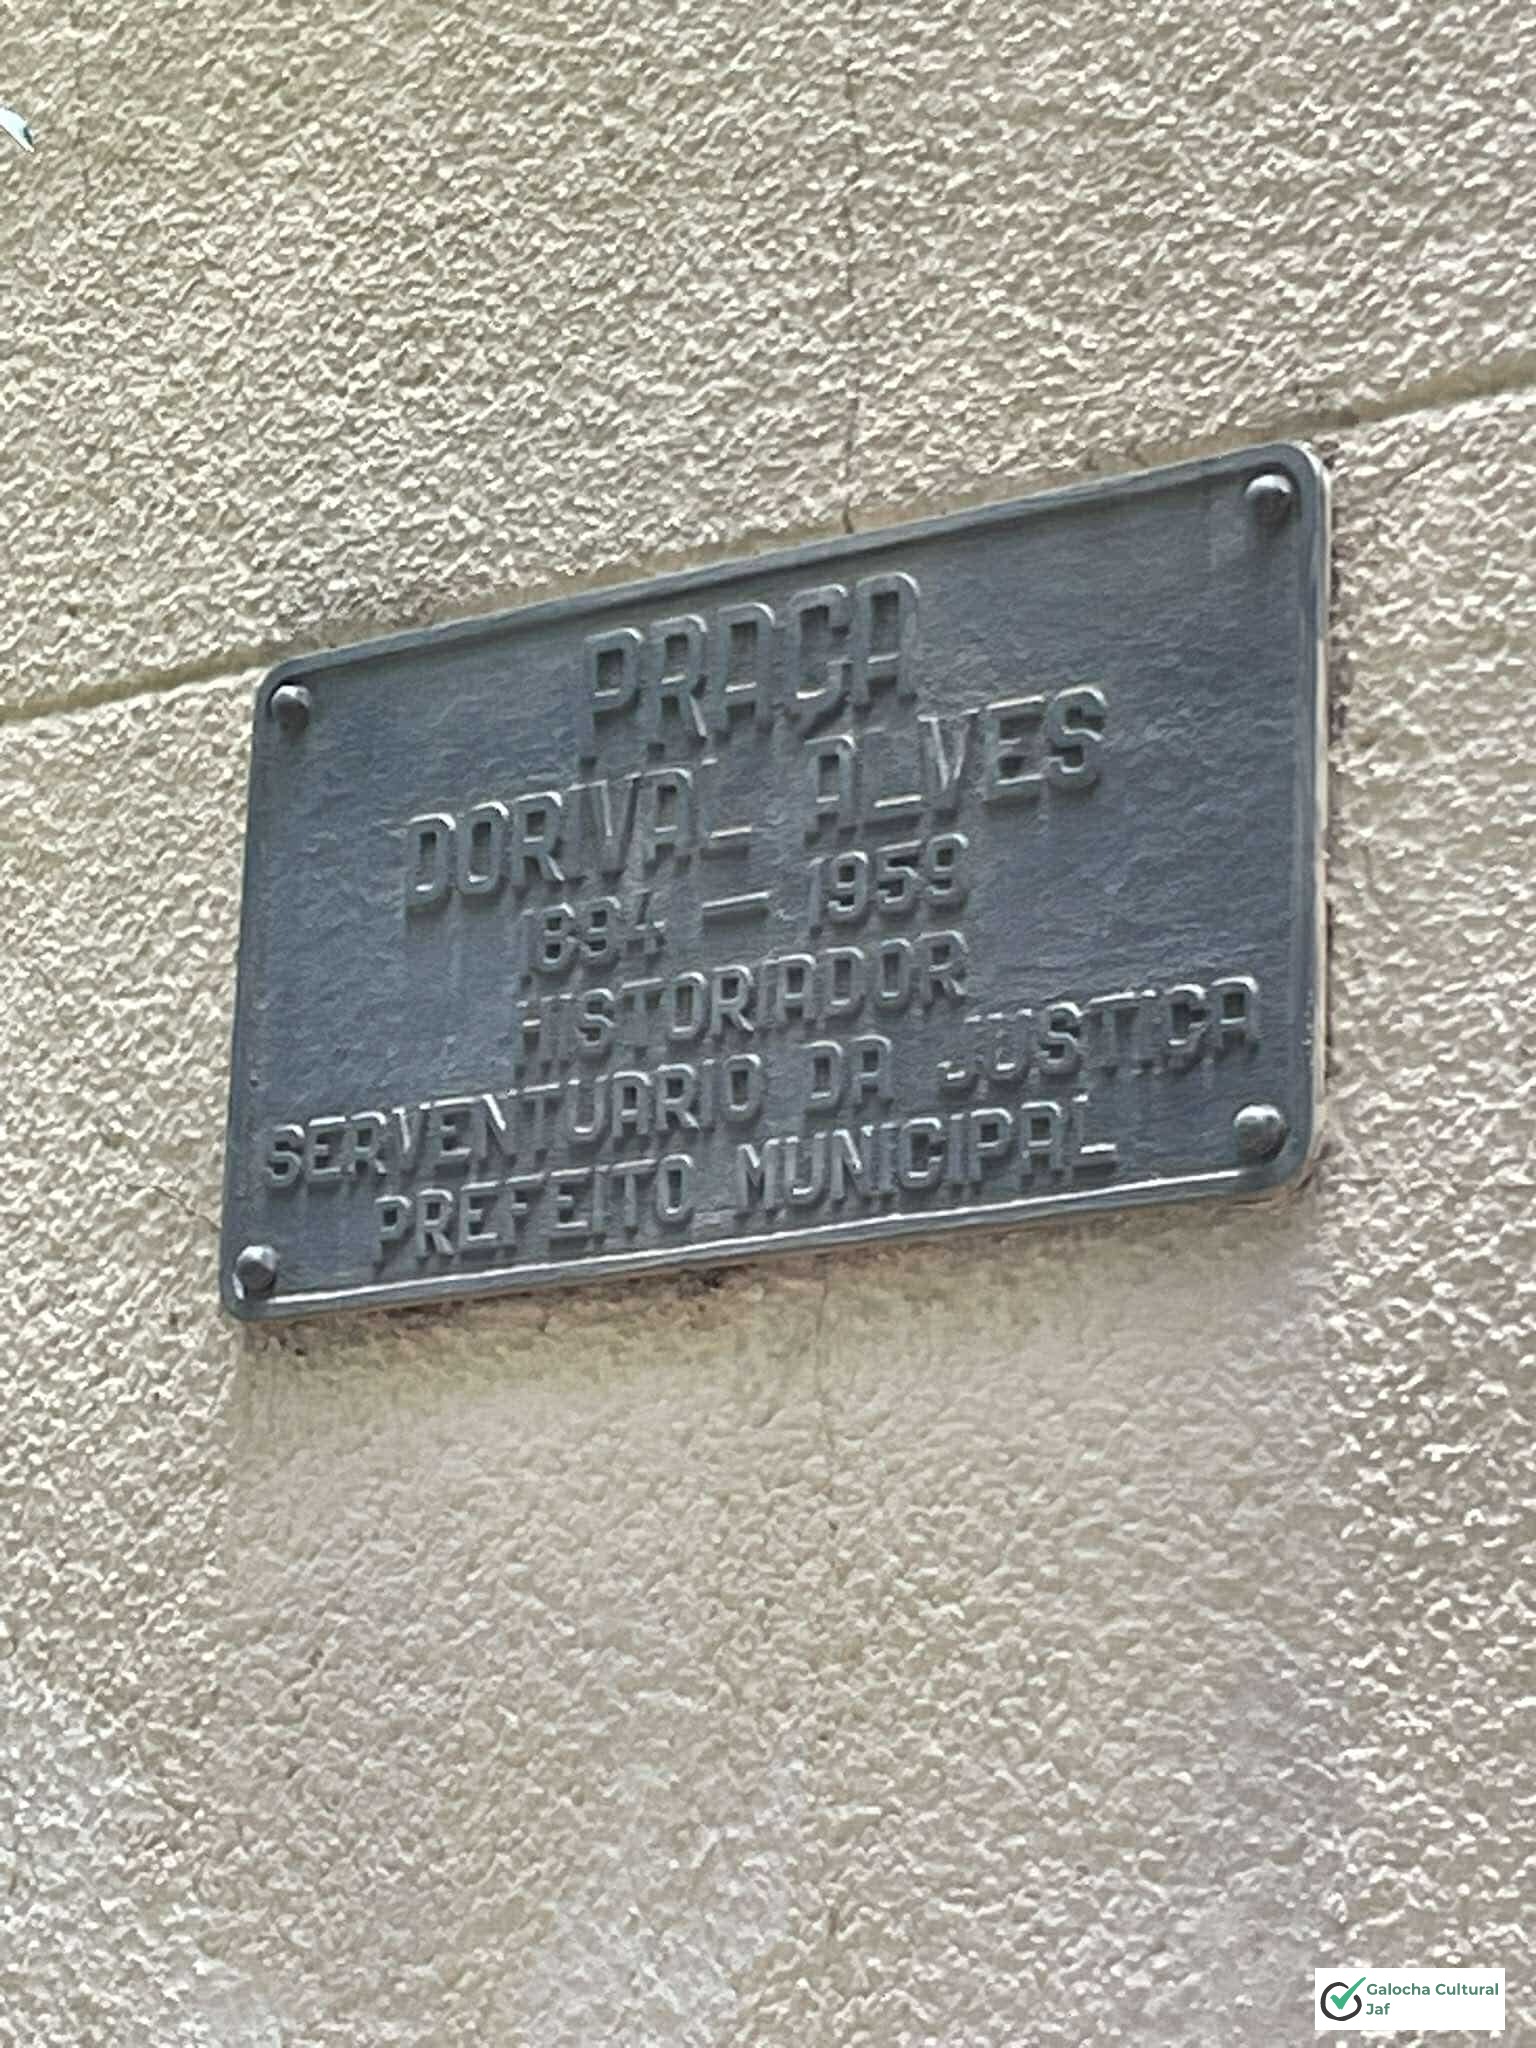 PRAÇA
DORIVAL ALVES
1894 — 1959
HISTORIADOR
SERVENTUARIO DA JUSTIÇA
PREFEITO MUNICIPAL
Galocha Cultural
Jaf